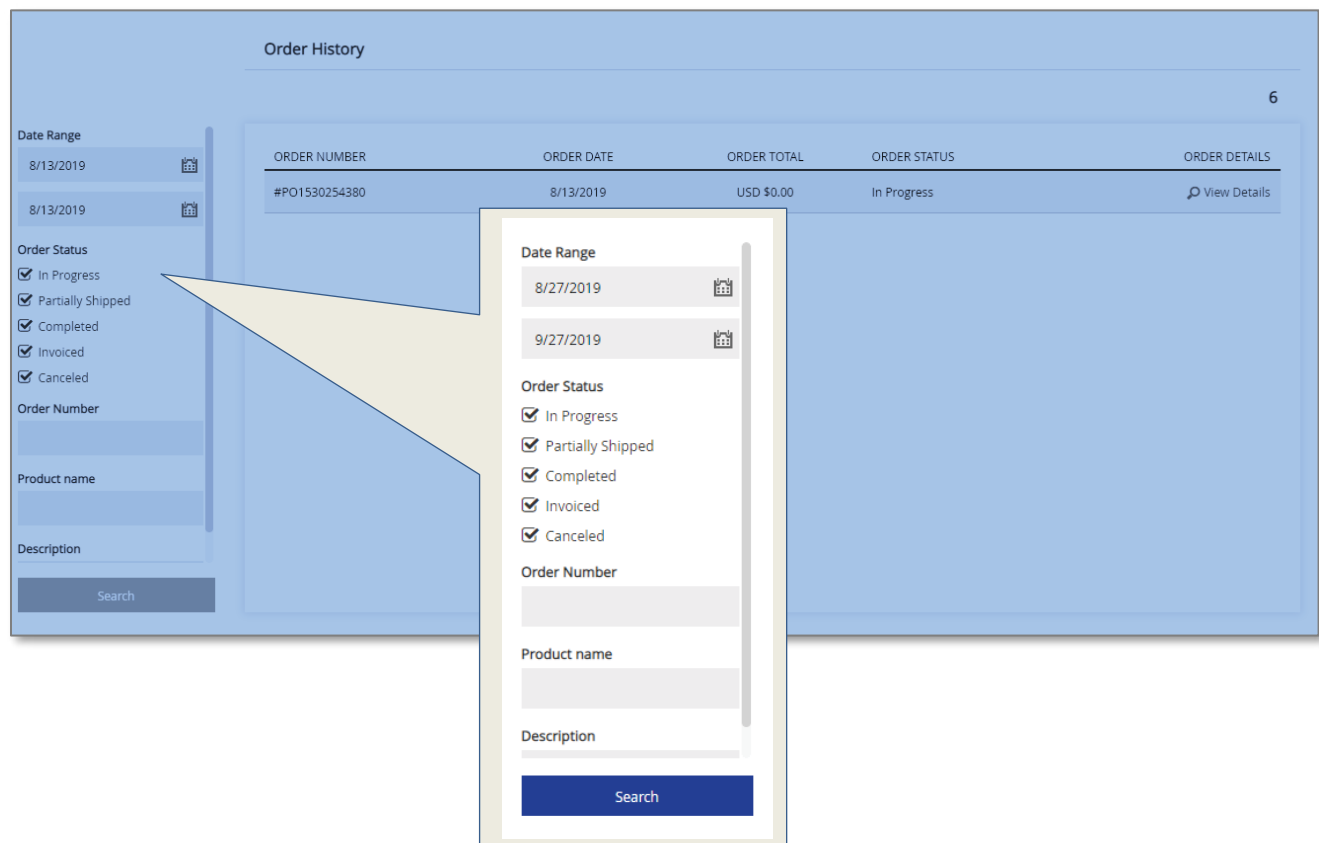 Order History
6
Date Range
8/13/2019
8/13/2019
Order Status
In Progress
Partially Shipped
Completed
Invoiced
Canceled
Order Number
Product name
Description
Search
ORDER NUMBER ORDER DATE ORDER TOTAL ORDER STATUS ORDER DETAILS
#PO1530254380 8/13/2019 USD $0.00 In Progress View Details
Date Range
8/27/2019
9/27/2019
Order Status
In Progress
Partially Shipped
Completed
Invoiced
Canceled
Order Number
Product name
Description
Search